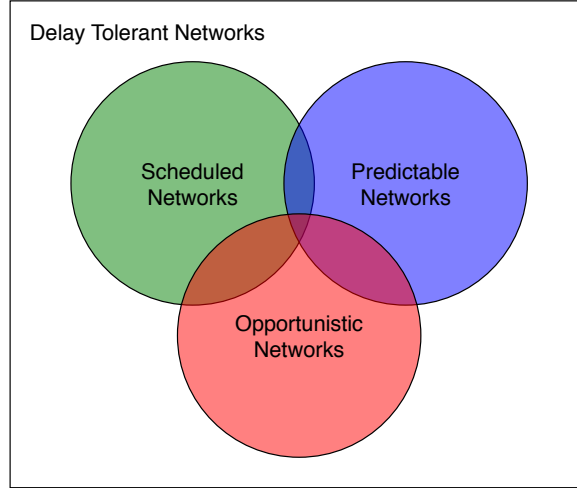 Delay Tolerant Networks
Scheduled
Networks
Predictable
Networks
Opportunistic
Networks